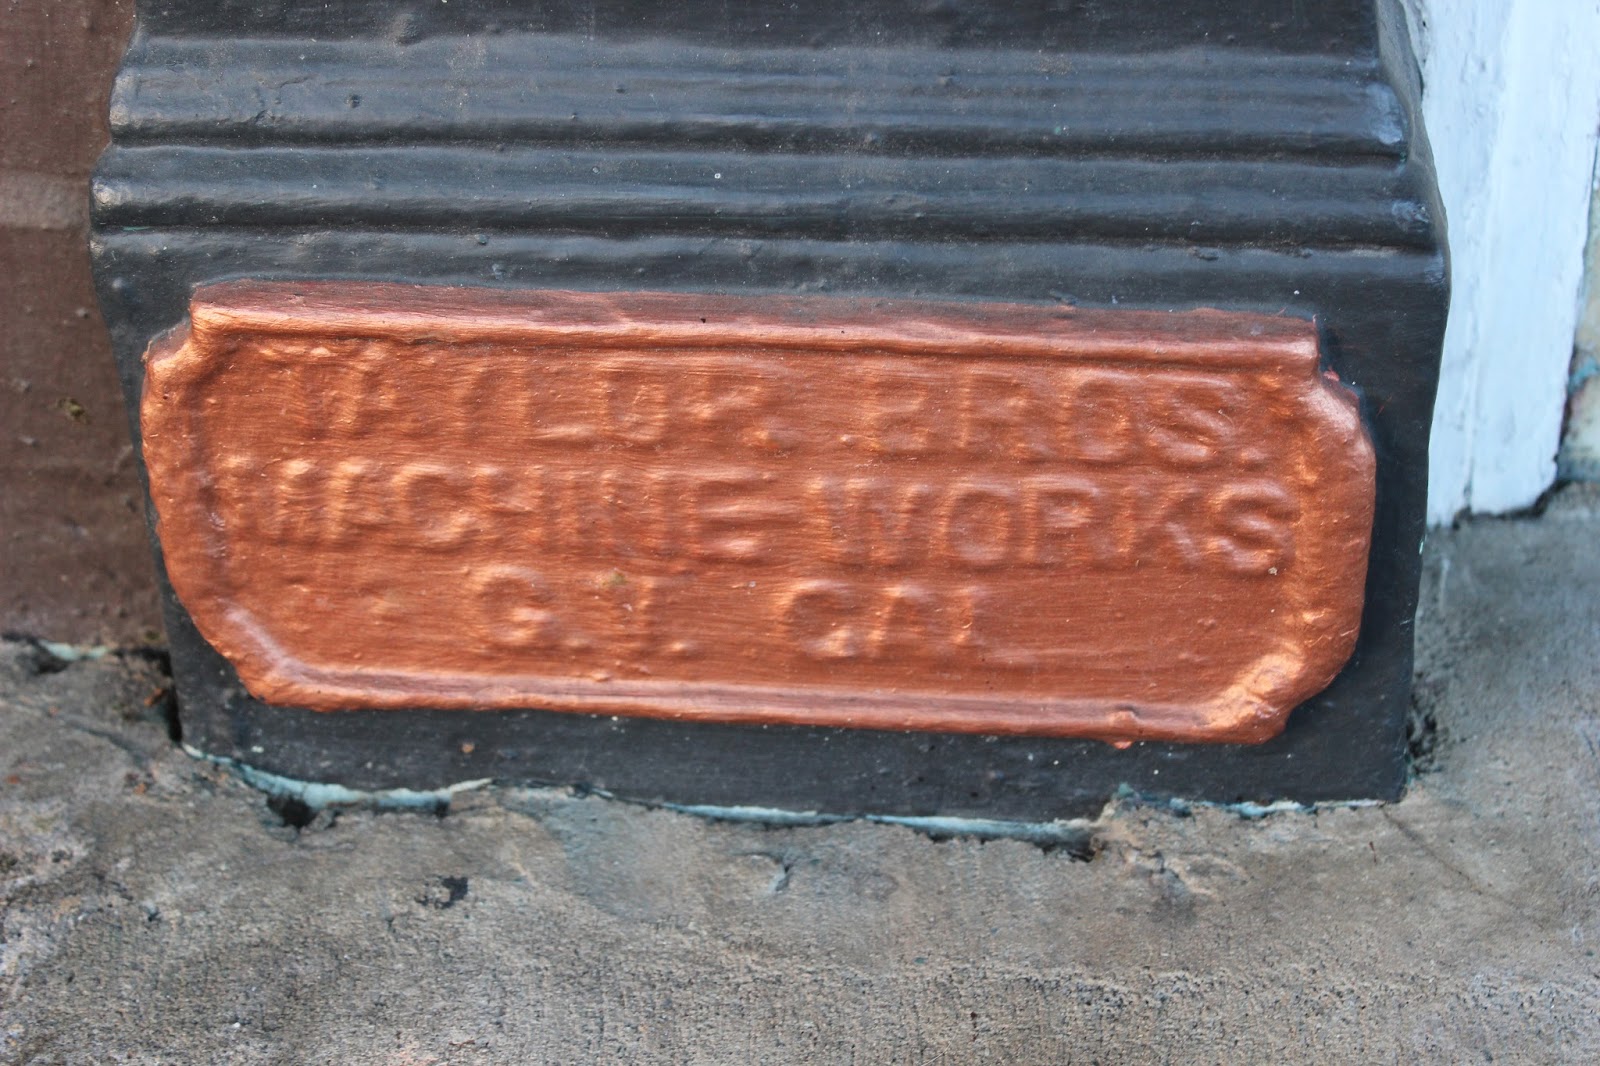 TAYLOR BROS.
MACHINE WORKS
G.V. CAL